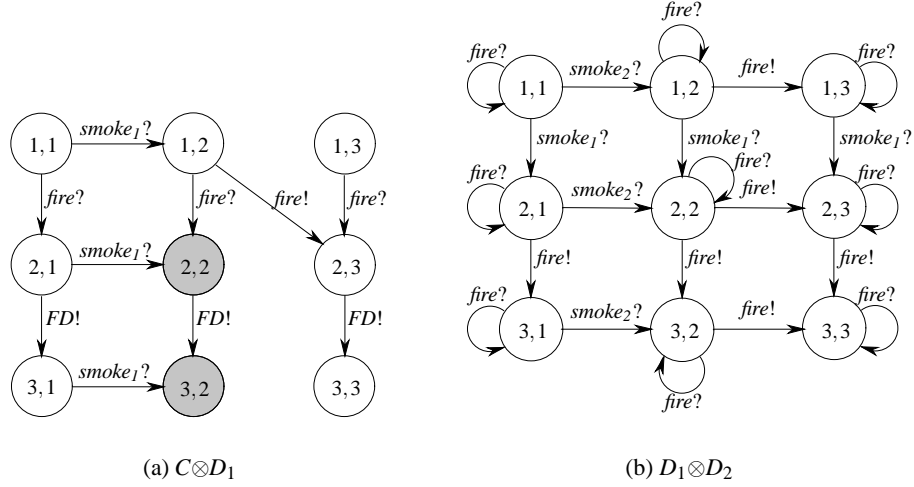 fire?
fire? smoke₂? fire! fire?
1,1 1,2 1,3
smoke₁? smoke₁? smoke₁?
fire? fire? fire?
smoke₂? fire!
2,1 2,2 2,3
fire! fire! fire!
fire? fire?
smoke₂? fire!
3,1 3,2 3,3
fire?
smoke₁?
1,1 1,2 1,3
fire? fire? fire! fire?
smoke₁?
2,1 2,2 2,3
FD! FD! FD!
smoke₁?
3,1 3,2 3,3
(a) C⊗D₁
(b) D₁⊗D₂